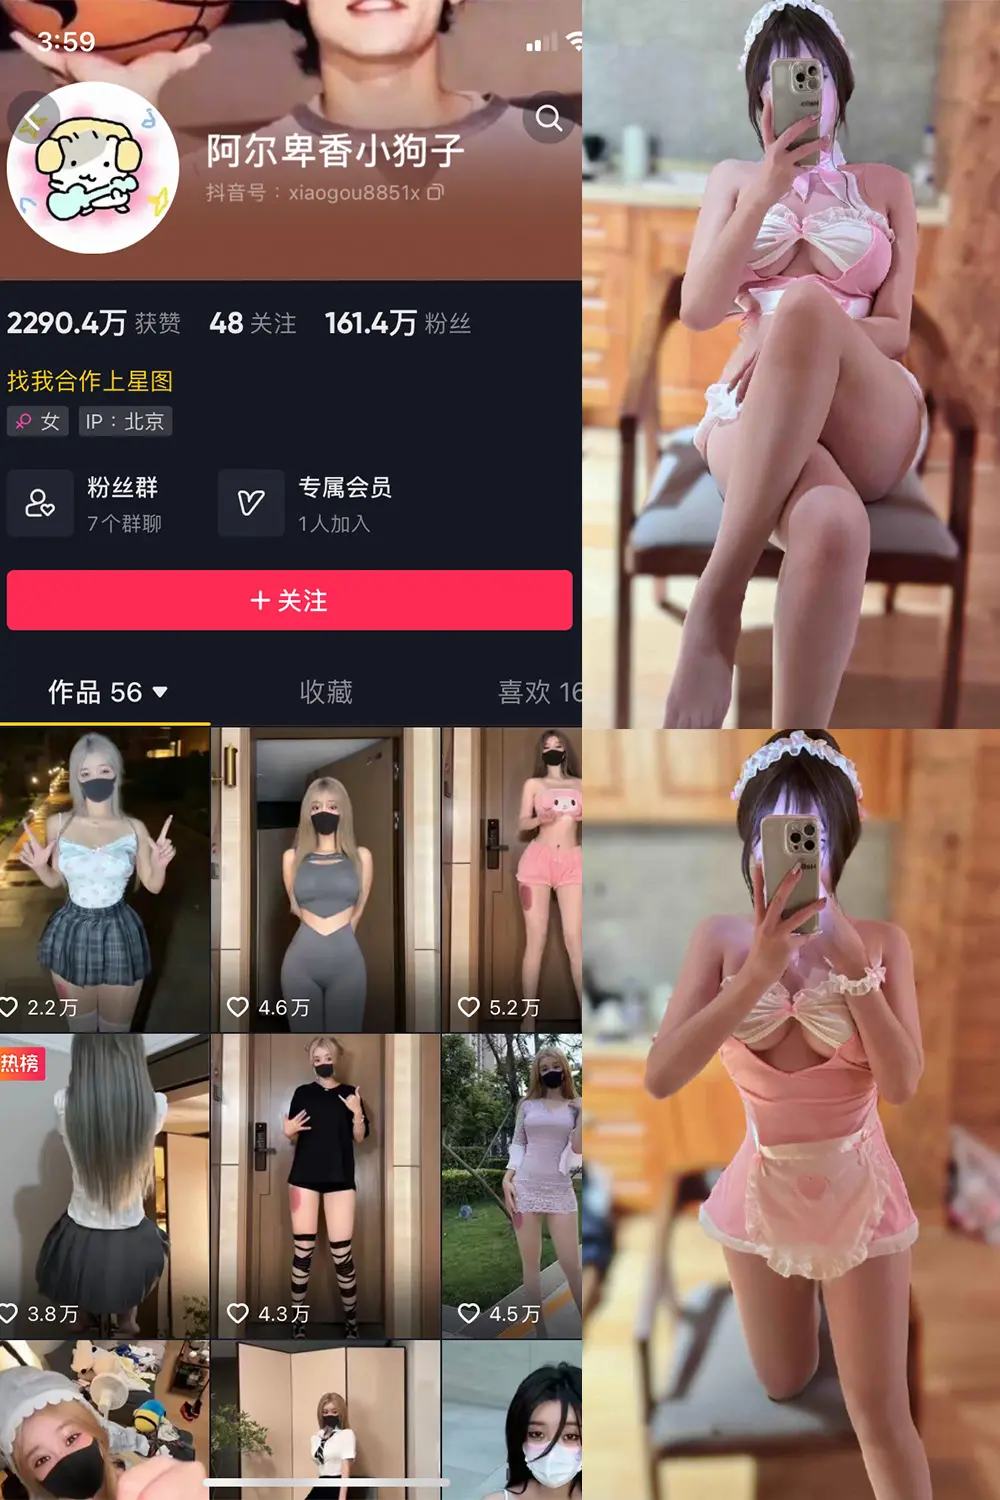 3:59
阿尔卑香小狗子
抖音号：xiaogou8851x
2290.4万 获赞 48 关注 161.4万 粉丝
找我合作上星图
女 IP：北京
粉丝群
7个群聊
专属会员
1人加入
+ 关注
作品 56
收藏
喜欢 16
2.2万
4.6万
5.2万
热榜
3.8万
4.3万
4.5万